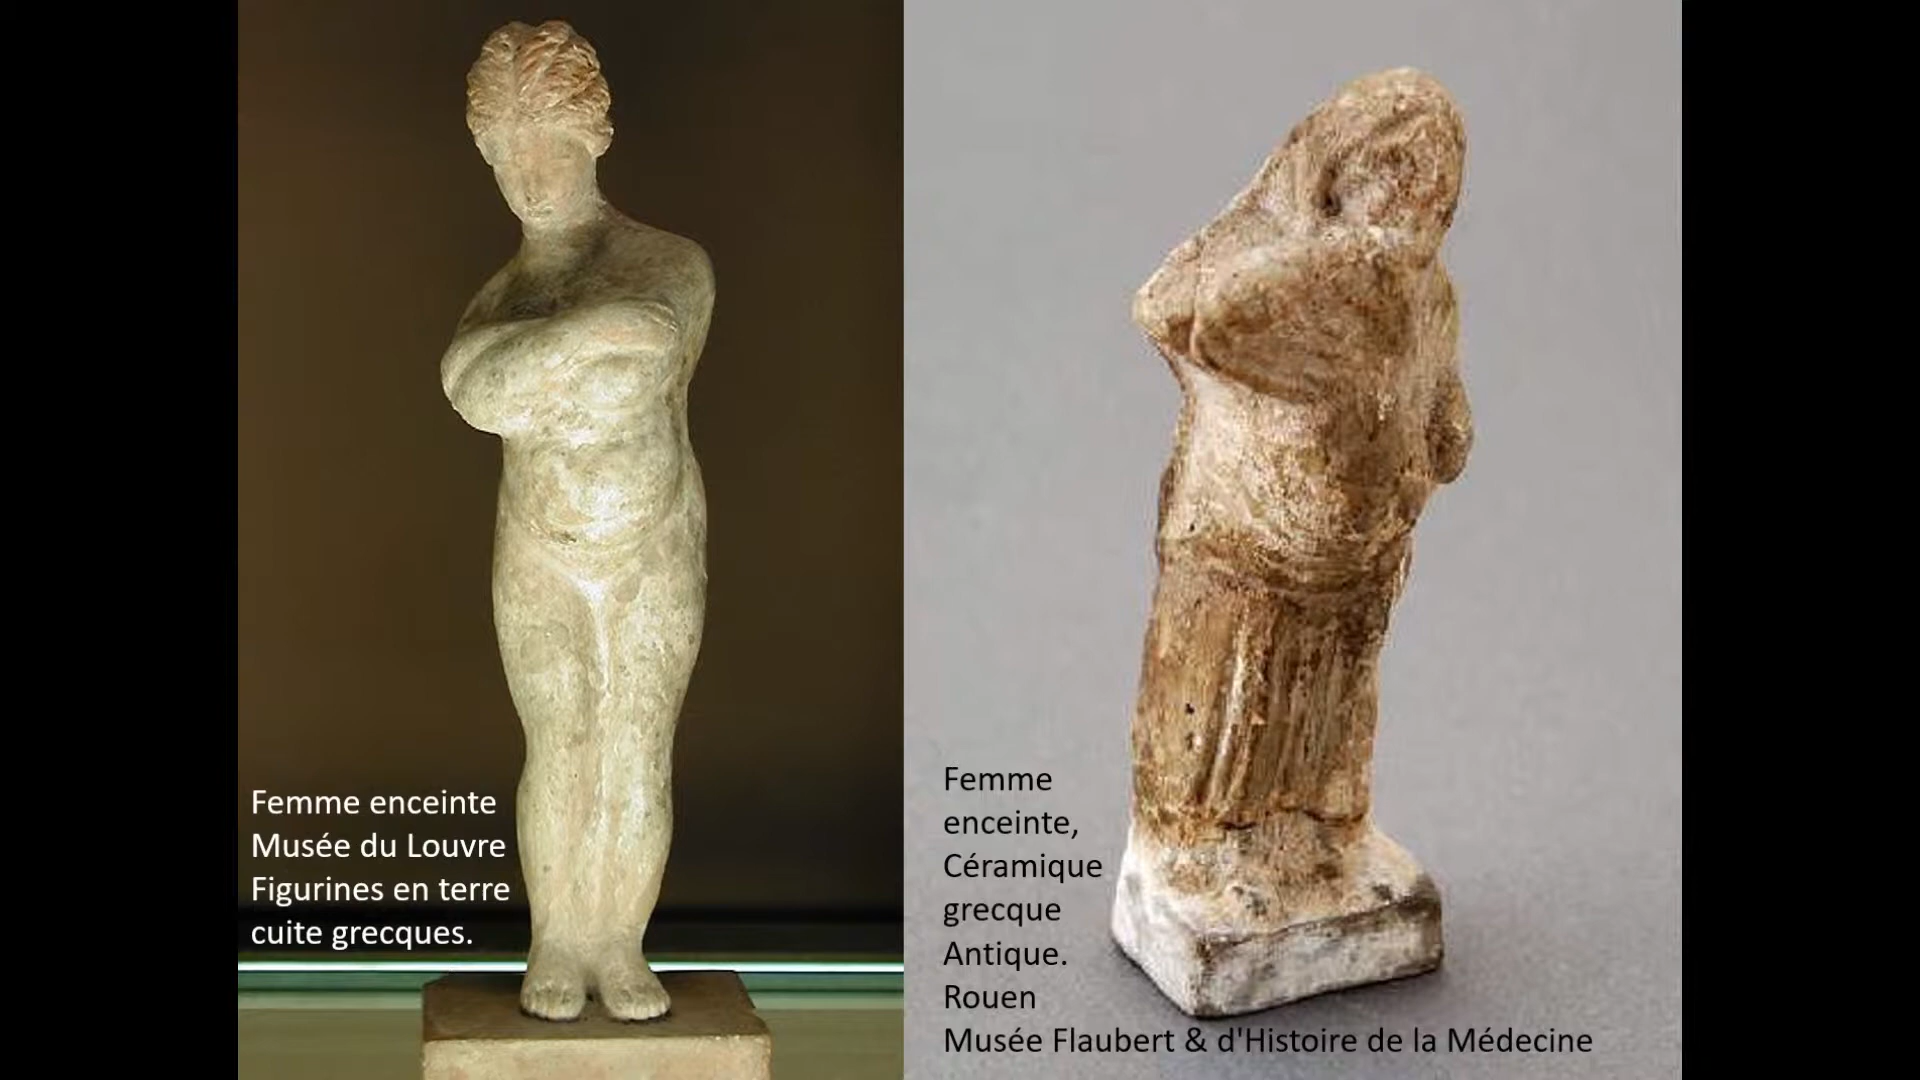 Femme enceinte
Musée du Louvre
Figurines en terre
cuite grecques.
Femme
enceinte,
Céramique
grecque
Antique.
Rouen
Musée Flaubert & d'Histoire de la Médecine